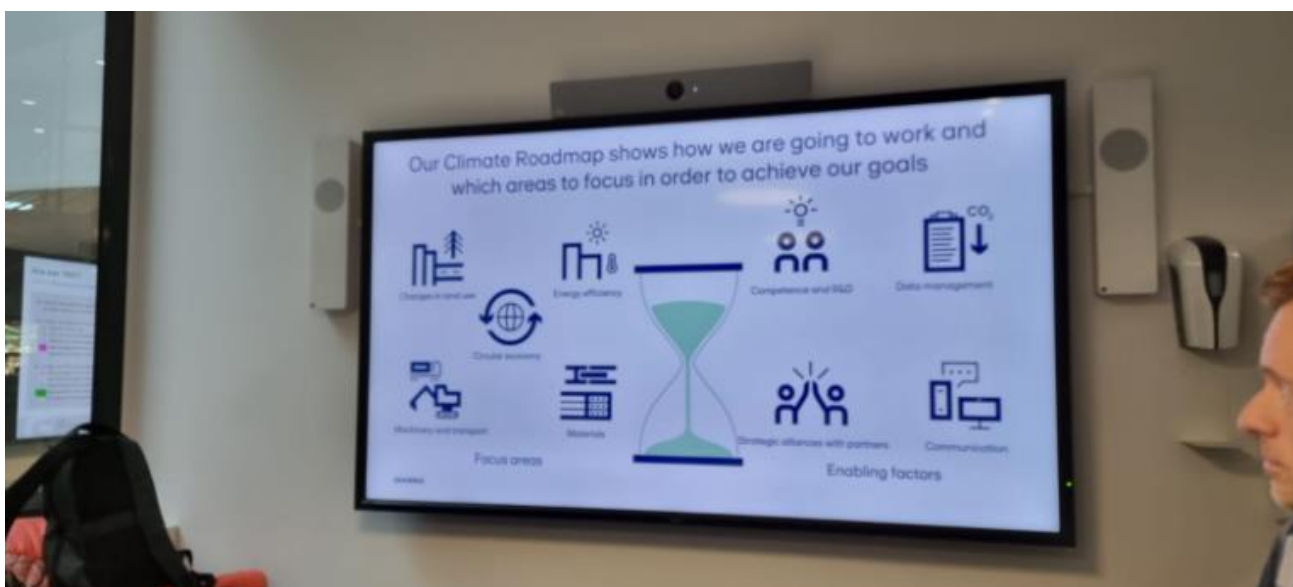 Our Climate Roadmap shows how we are going to work and
which areas to focus in order to achieve our goals
Changes in land use
Energy efficiency
Circular economy
Machinery and transport
Materials
Focus areas
Competence and R&D
CO₂
Data management
Strategic alliances with partners
Communication
Enabling factors
SKANSKA